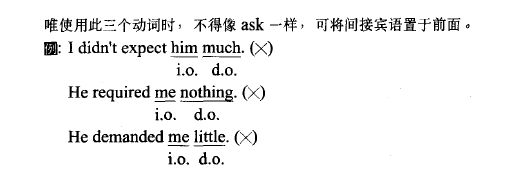 唯使用此三个动词时，不得像 ask 一样，可将间接宾语置于前面。
例: I didn't expect him much. (×)
i.o. d.o.
He required me nothing. (×)
i.o. d.o.
He demanded me little. (×)
i.o. d.o.